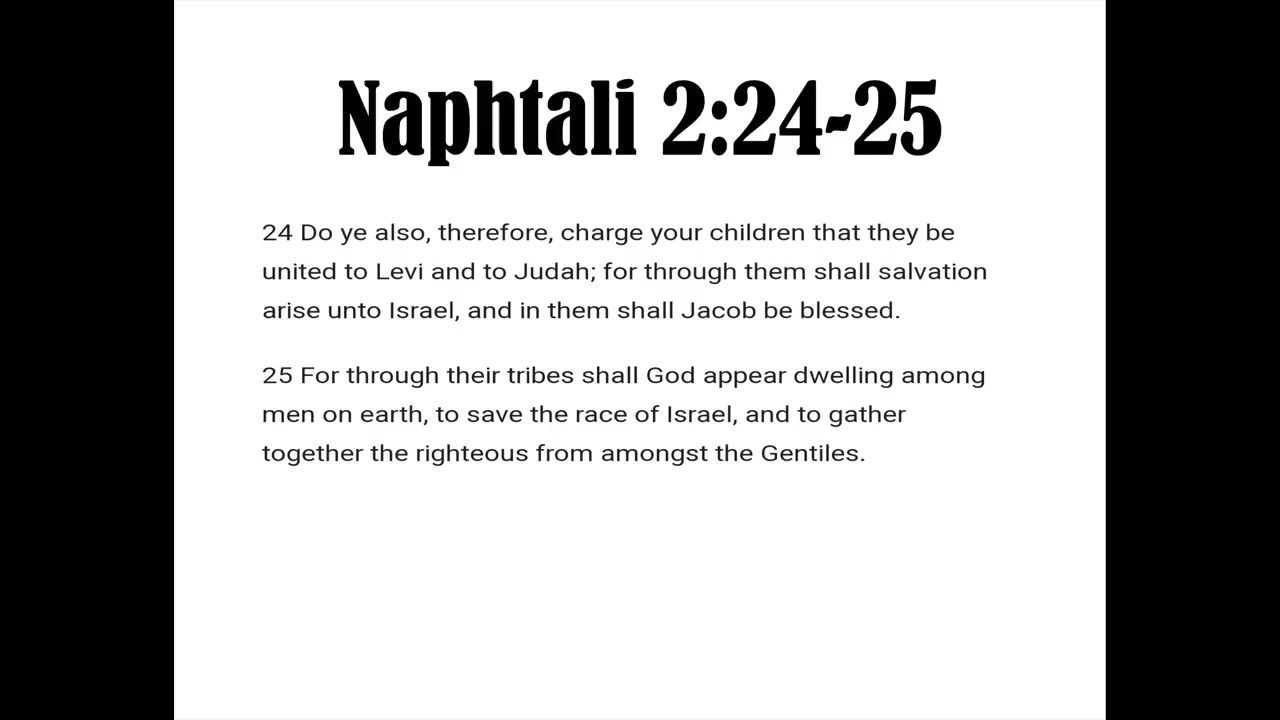 Naphtali 2:24-25
24 Do ye also, therefore, charge your children that they be
united to Levi and to Judah; for through them shall salvation
arise unto Israel, and in them shall Jacob be blessed.
25 For through their tribes shall God appear dwelling among
men on earth, to save the race of Israel, and to gather
together the righteous from amongst the Gentiles.